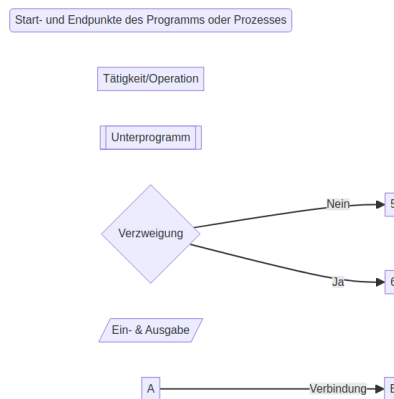 Start- und Endpunkte des Programms oder Prozesses
Tätigkeit/Operation
Unterprogramm
Verzweigung
Nein
Ja
Ein- & Ausgabe
A
Verbindung